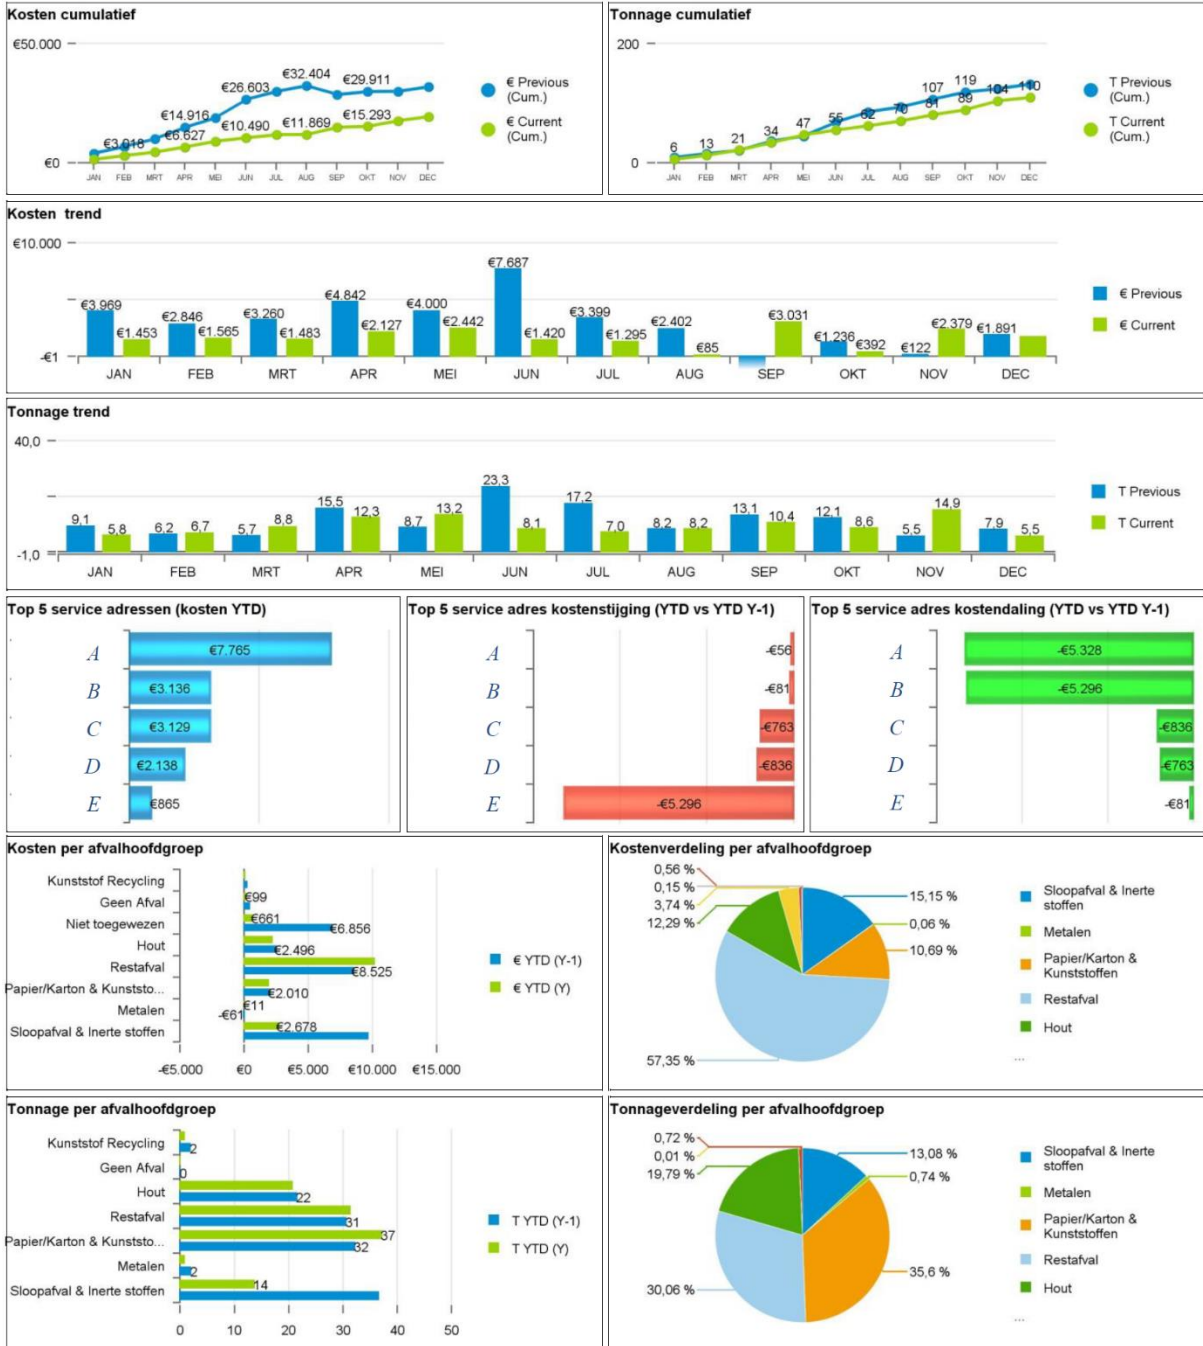 Kosten cumulatief
€50.000
€32.404
€29.911
€26.603
€14.916
€15.293
€3.018
€6.627
€10.490
€11.869
€0
JAN FEB MRT APR MEI JUN JUL AUG SEP OKT NOV DEC
€ Previous
(Cum.)
€ Current
(Cum.)
Tonnage cumulatief
200
6 13 21 34 47 55 62 70 81 89 104 110
107 119
0
JAN FEB MRT APR MEI JUN JUL AUG SEP OKT NOV DEC
T Previous
(Cum.)
T Current
(Cum.)
Kosten trend
€10.000
€3.969 €1.453 €2.846 €1.565 €3.260 €1.483 €4.842 €2.127 €4.000 €2.442 €7.687 €1.420 €3.399 €1.295 €2.402 €85 €3.031 €1.236 €392 €122 €2.379 €1.891
-€1
JAN FEB MRT APR MEI JUN JUL AUG SEP OKT NOV DEC
€ Previous
€ Current
Tonnage trend
40,0
9,1 5,8 6,2 6,7 5,7 8,8 15,5 12,3 8,7 13,2 23,3 8,1 17,2 7,0 8,2 8,2 13,1 10,4 12,1 8,6 5,5 14,9 7,9 5,5
-1,0
JAN FEB MRT APR MEI JUN JUL AUG SEP OKT NOV DEC
T Previous
T Current
Top 5 service adressen (kosten YTD)
A €7.765
B €3.136
C €3.129
D €2.138
E €865
Top 5 service adres kostenstijging (YTD vs YTD Y-1)
A -€56
B -€81
C -€763
D -€836
E -€5.296
Top 5 service adres kostendaling (YTD vs YTD Y-1)
A -€5.328
B -€5.296
C -€836
D -€763
E -€81
Kosten per afvalhoofdgroep
Kunststof Recycling
Geen Afval €99
Niet toegewezen €661 €6.856
Hout €2.496
Restafval €8.525
Papier/Karton & Kunststo... €2.010
Metalen €11 -€61
Sloopafval & Inerte stoffen €2.678
-€5.000 €0 €5.000 €10.000 €15.000
€ YTD (Y-1)
€ YTD (Y)
Kostenverdeling per afvalhoofdgroep
0,56 %
0,15 %
3,74 %
12,29 %
57,35 %
15,15 %
0,06 %
10,69 %
Sloopafval & Inerte
stoffen
Metalen
Papier/Karton &
Kunststoffen
Restafval
Hout
...
Tonnage per afvalhoofdgroep
Kunststof Recycling 2
Geen Afval 0
Hout 22
Restafval 31
Papier/Karton & Kunststo... 37 32
Metalen 2
Sloopafval & Inerte stoffen 14
0 10 20 30 40 50
T YTD (Y-1)
T YTD (Y)
Tonnageverdeling per afvalhoofdgroep
0,72 %
0,01 %
19,79 %
30,06 %
13,08 %
0,74 %
35,6 %
Sloopafval & Inerte
stoffen
Metalen
Papier/Karton &
Kunststoffen
Restafval
Hout
...